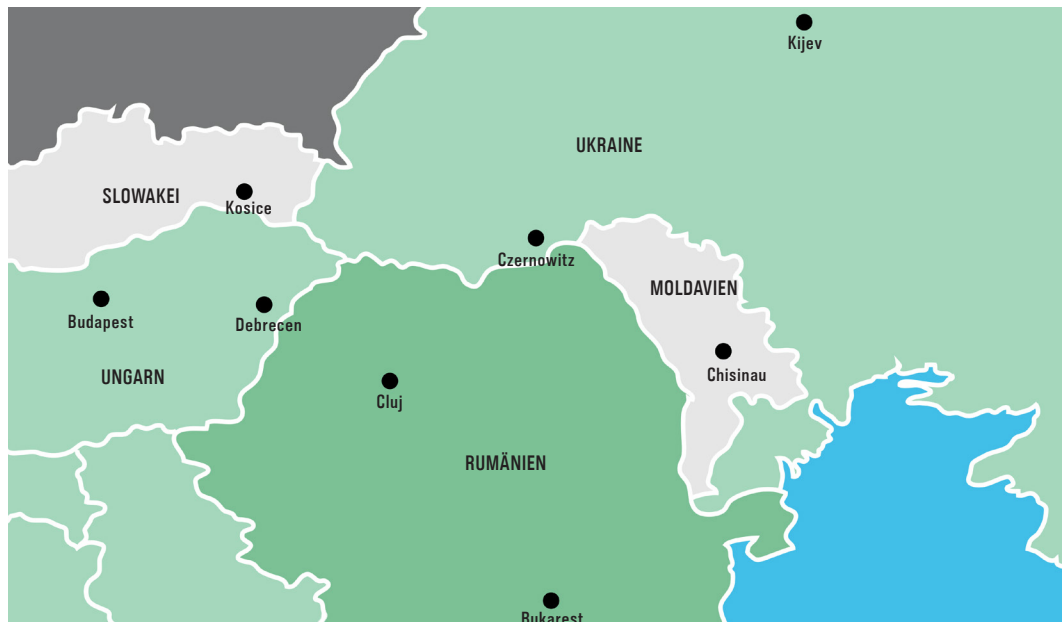 Kijev
UKRAINE
SLOWAKEI
Kosice
Czernowitz
MOLDAVIEN
Budapest
Debrecen
Chisinau
UNGARN
Cluj
RUMÄNIEN
Bukarest